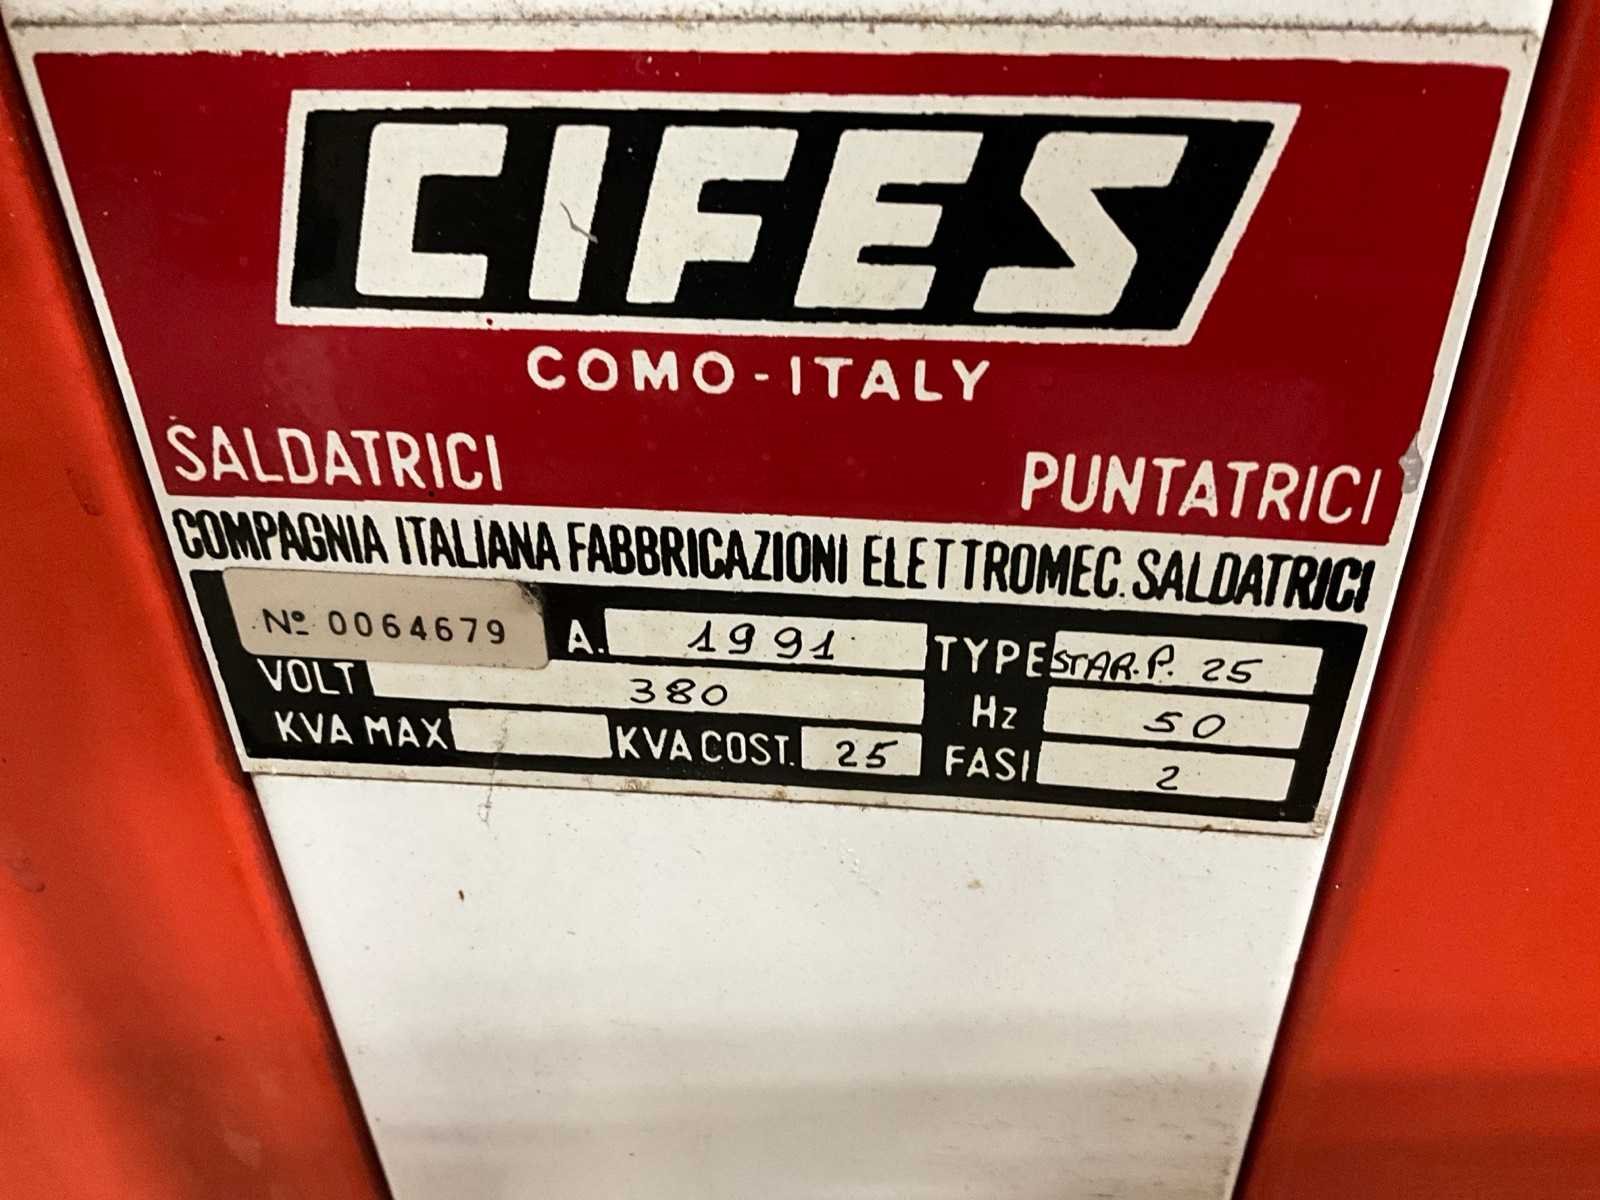 CIFES
COMO-ITALY
SALDATRICI PUNTATRICI
COMPAGNIA ITALIANA FABBRICAZIONI ELETTROMEC. SALDATRICI
Nº 0064679 A. 1991 TYPE STAR.P. 25
VOLT 380 Hz 50
KVA MAX KVA COST. 25 FASI 2